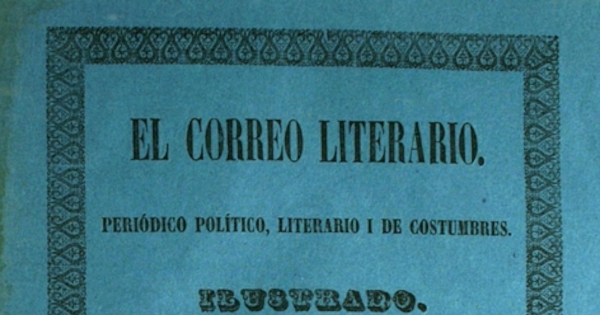 EL CORREO LITERARIO.
PERIÓDICO POLÍTICO, LITERARIO I DE COSTUMBRES.
ILUSTRADO.